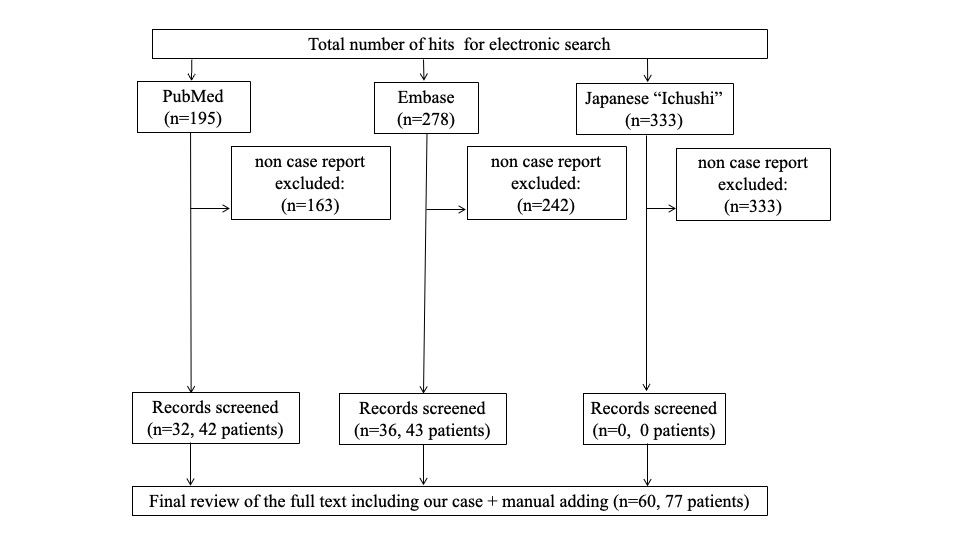 Total number of hits for electronic search
PubMed
(n=195)
Embase
(n=278)
Japanese “Ichushi”
(n=333)
non case report
excluded:
(n=163)
non case report
excluded:
(n=242)
non case report
excluded:
(n=333)
Records screened
(n=32, 42 patients)
Records screened
(n=36, 43 patients)
Records screened
(n=0, 0 patients)
Final review of the full text including our case + manual adding (n=60, 77 patients)